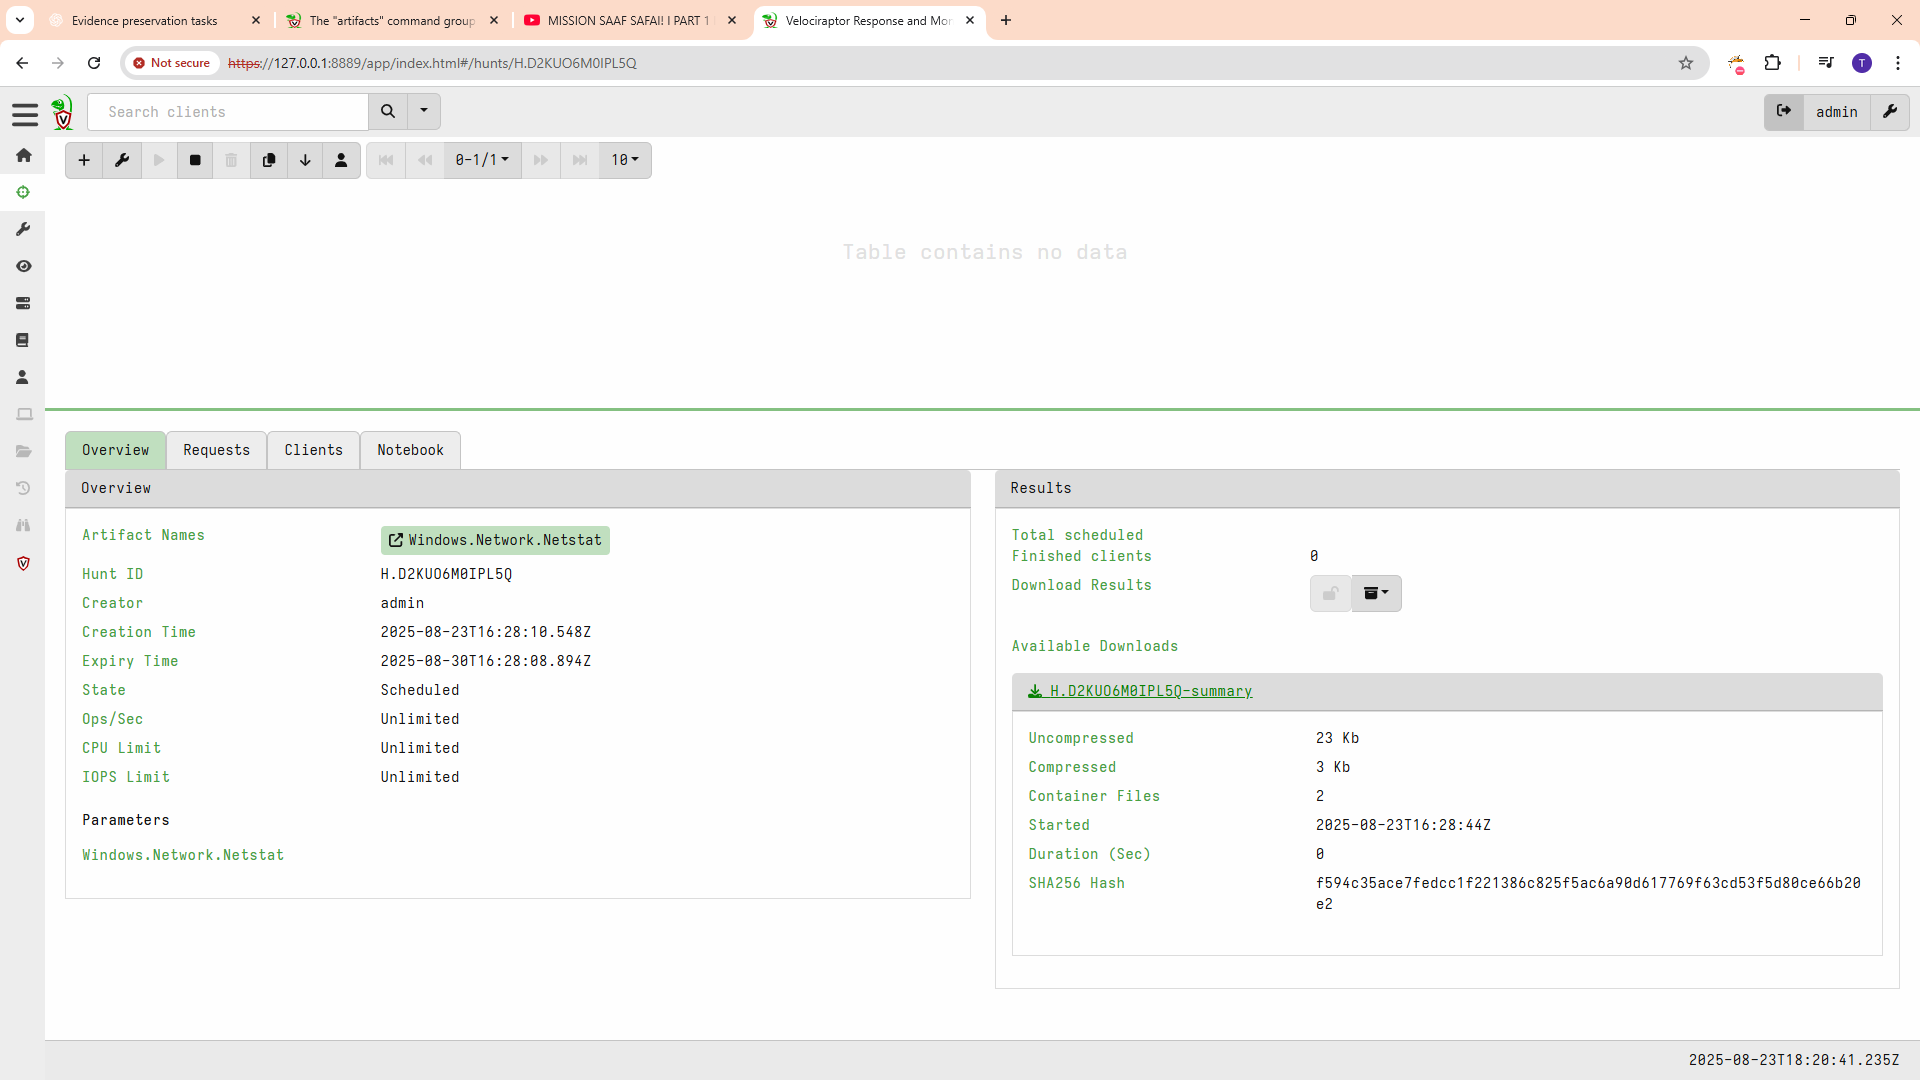 Evidence preservation tasks
The "artifacts" command group
MISSION SAAF SAFAI! I PART 1
Velociraptor Response and Mon
Not secure
https://127.0.0.1:8889/app/index.html#/hunts/H.D2KUO6M0IPL5Q
T
Search clients
admin
0-1/1
10
Table contains no data
Overview
Requests
Clients
Notebook
Overview
Artifact Names
Windows.Network.Netstat
Hunt ID
H.D2KUO6M0IPL5Q
Creator
admin
Creation Time
2025-08-23T16:28:10.548Z
Expiry Time
2025-08-30T16:28:08.894Z
State
Scheduled
Ops/Sec
Unlimited
CPU Limit
Unlimited
IOPS Limit
Unlimited
Parameters
Windows.Network.Netstat
Results
Total scheduled
Finished clients
0
Download Results
Available Downloads
H.D2KUO6M0IPL5Q-summary
Uncompressed
23 Kb
Compressed
3 Kb
Container Files
2
Started
2025-08-23T16:28:44Z
Duration (Sec)
0
SHA256 Hash
f594c35ace7fedcc1f221386c825f5ac6a90d617769f63cd53f5d80ce66b20
e2
2025-08-23T18:20:41.235Z